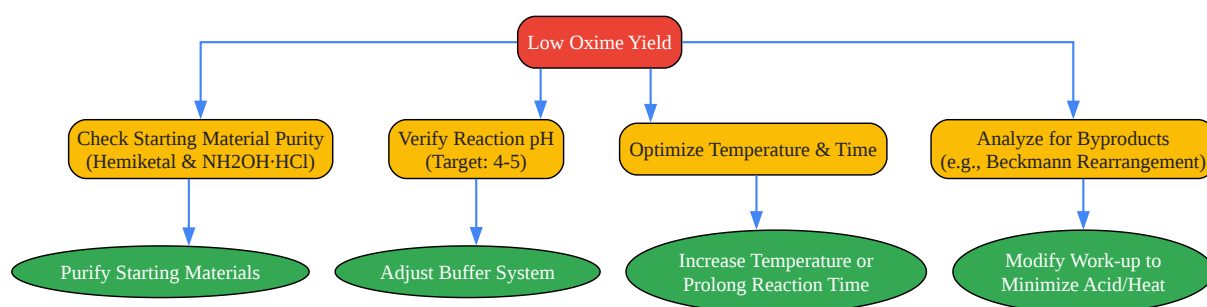 Low Oxime Yield
Check Starting Material Purity
(Hemiketal & NH2OH·HCl)
Verify Reaction pH
(Target: 4-5)
Optimize Temperature & Time
Analyze for Byproducts
(e.g., Beckmann Rearrangement)
Purify Starting Materials
Adjust Buffer System
Increase Temperature or
Prolong Reaction Time
Modify Work-up to
Minimize Acid/Heat